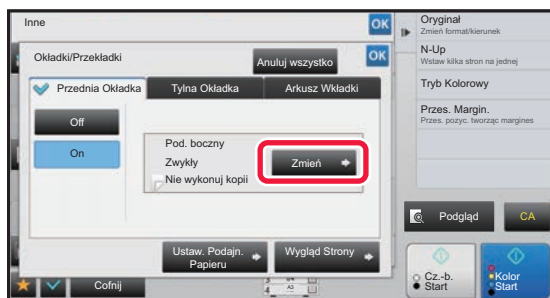 Inne
OK
Okładki/Przekładki
Anuluj wszystko
OK
Przednia Okładka
Tylna Okładka
Arkusz Wkładki
Off
On
Pod. boczny
Zwykły
Nie wykonuj kopii
Zmień
Ustaw. Podajn.
Papieru
Wygląd Strony
Cofnij
A3
4
Oryginał
Zmień format/kierunek
N-Up
Wstaw kilka stron na jednej
Tryb Kolorowy
Przes. Margin.
Przes. pozyc. tworząc margines
Podgląd
CA
Cz.-b.
Start
Kolor
Start